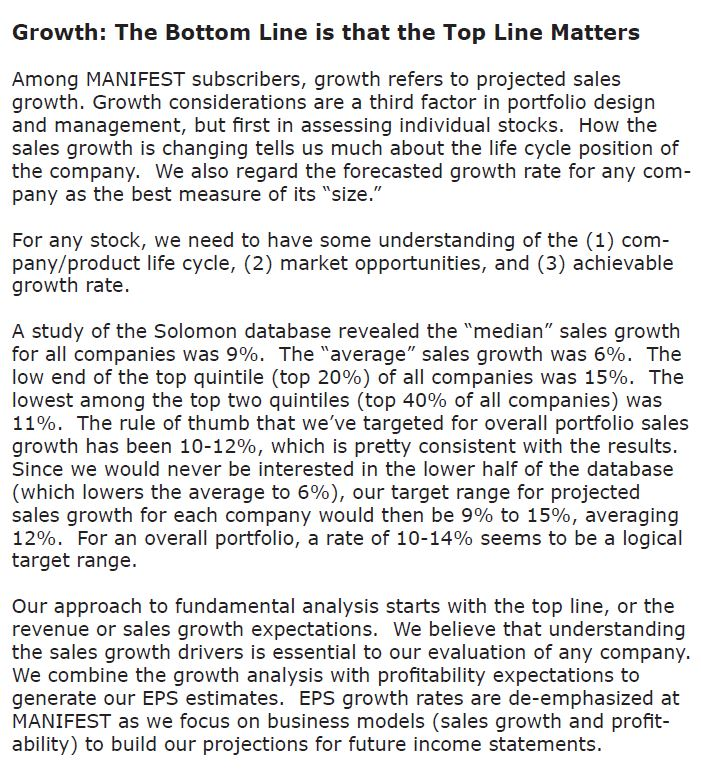 Growth: The Bottom Line is that the Top Line Matters
Among MANIFEST subscribers, growth refers to projected sales
growth. Growth considerations are a third factor in portfolio design
and management, but first in assessing individual stocks.  How the
sales growth is changing tells us much about the life cycle position of
the company.  We also regard the forecasted growth rate for any com-
pany as the best measure of its “size.”
For any stock, we need to have some understanding of the (1) com-
pany/product life cycle, (2) market opportunities, and (3) achievable
growth rate.
A study of the Solomon database revealed the “median” sales growth
for all companies was 9%.  The “average” sales growth was 6%.  The
low end of the top quintile (top 20%) of all companies was 15%.  The
lowest among the top two quintiles (top 40% of all companies) was
11%.  The rule of thumb that we’ve targeted for overall portfolio sales
growth has been 10-12%, which is pretty consistent with the results.
Since we would never be interested in the lower half of the database
(which lowers the average to 6%), our target range for projected
sales growth for each company would then be 9% to 15%, averaging
12%.  For an overall portfolio, a rate of 10-14% seems to be a logical
target range.
Our approach to fundamental analysis starts with the top line, or the
revenue or sales growth expectations.  We believe that understanding
the sales growth drivers is essential to our evaluation of any company.
We combine the growth analysis with profitability expectations to
generate our EPS estimates.  EPS growth rates are de-emphasized at
MANIFEST as we focus on business models (sales growth and profit-
ability) to build our projections for future income statements.